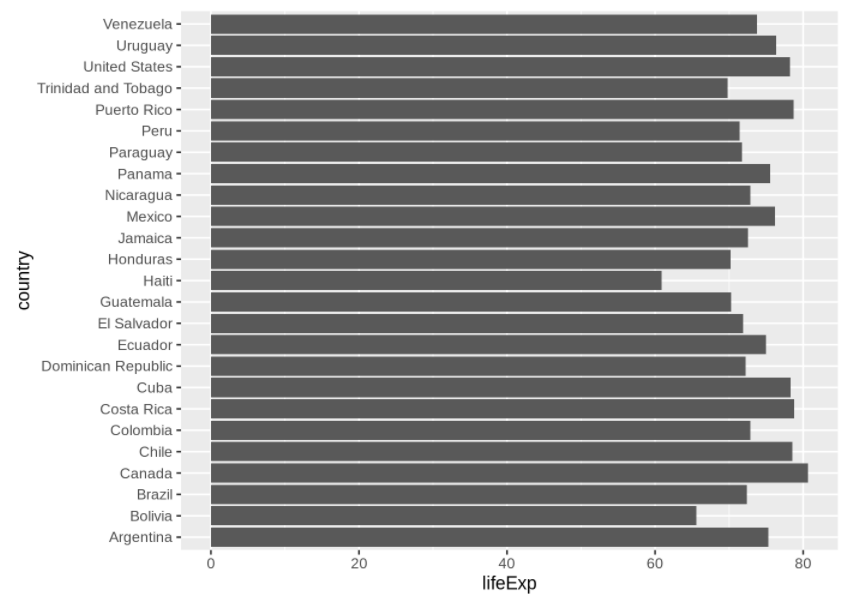 Venezuela
Uruguay
United States
Trinidad and Tobago
Puerto Rico
Peru
Paraguay
Panama
Nicaragua
Mexico
Jamaica
Honduras
Haiti
Guatemala
El Salvador
Ecuador
Dominican Republic
Cuba
Costa Rica
Colombia
Chile
Canada
Brazil
Bolivia
Argentina
country
0 20 40 60 80
lifeExp